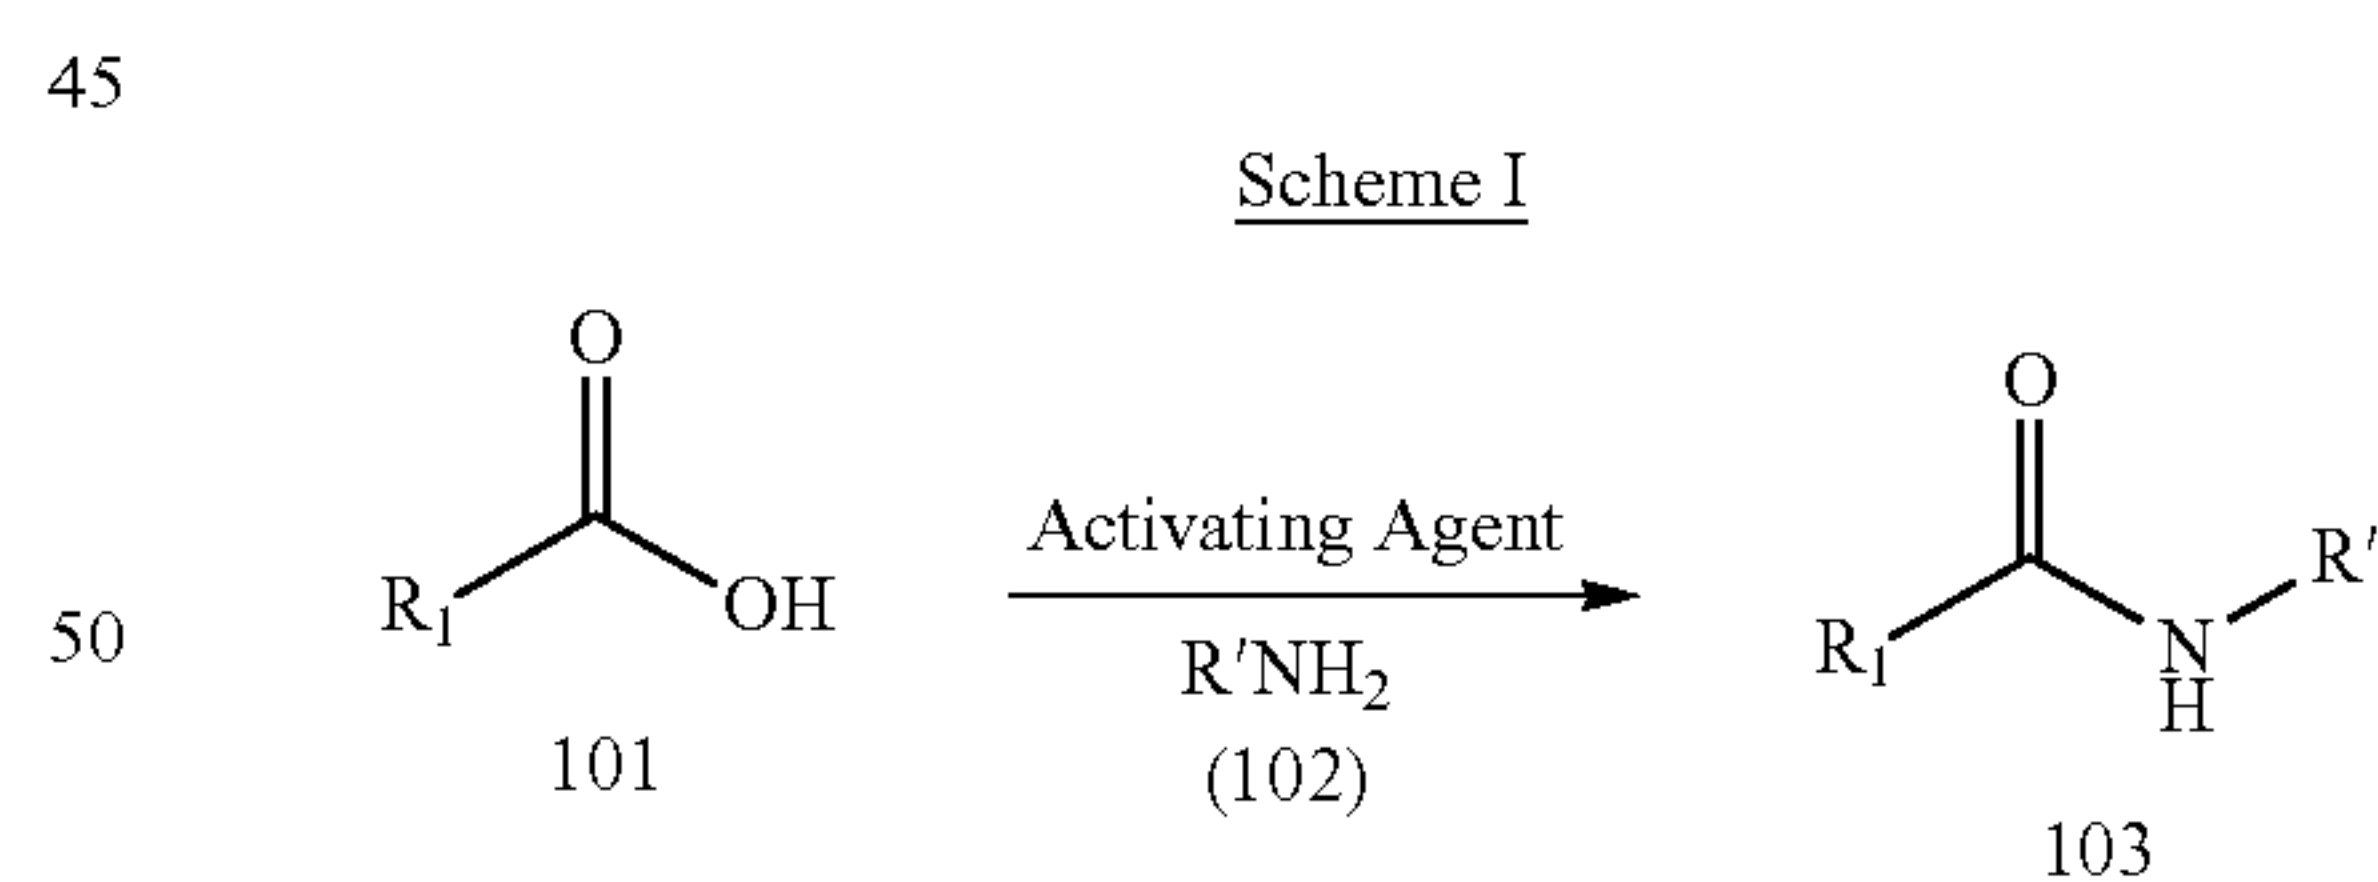 45
Scheme I
O
O
Activating Agent
R'
50
R₁
OH
R₁
N
H
R'NH₂
101
(102)
103